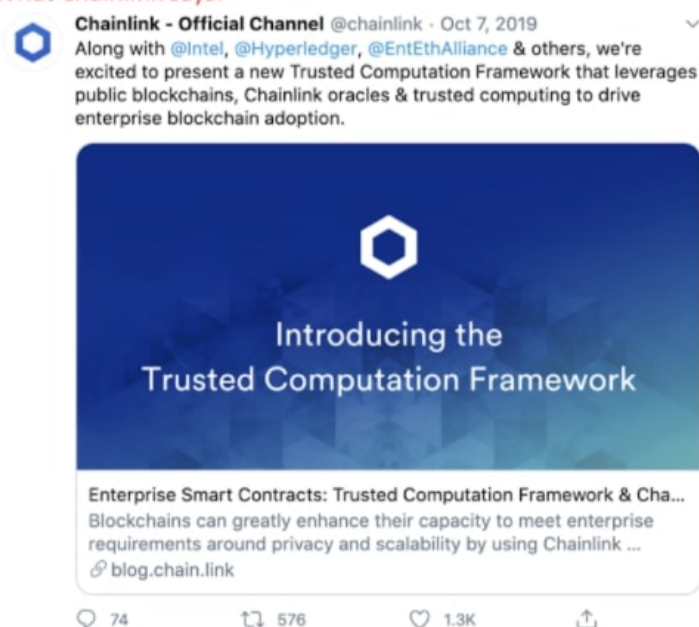 Chainlink - Official Channel @chainlink · Oct 7, 2019
Along with @Intel, @Hyperledger, @EntEthAlliance & others, we're
excited to present a new Trusted Computation Framework that leverages
public blockchains, Chainlink oracles & trusted computing to drive
enterprise blockchain adoption.
Introducing the
Trusted Computation Framework
Enterprise Smart Contracts: Trusted Computation Framework & Cha...
Blockchains can greatly enhance their capacity to meet enterprise
requirements around privacy and scalability by using Chainlink ...
blog.chain.link
74 576 1.3K